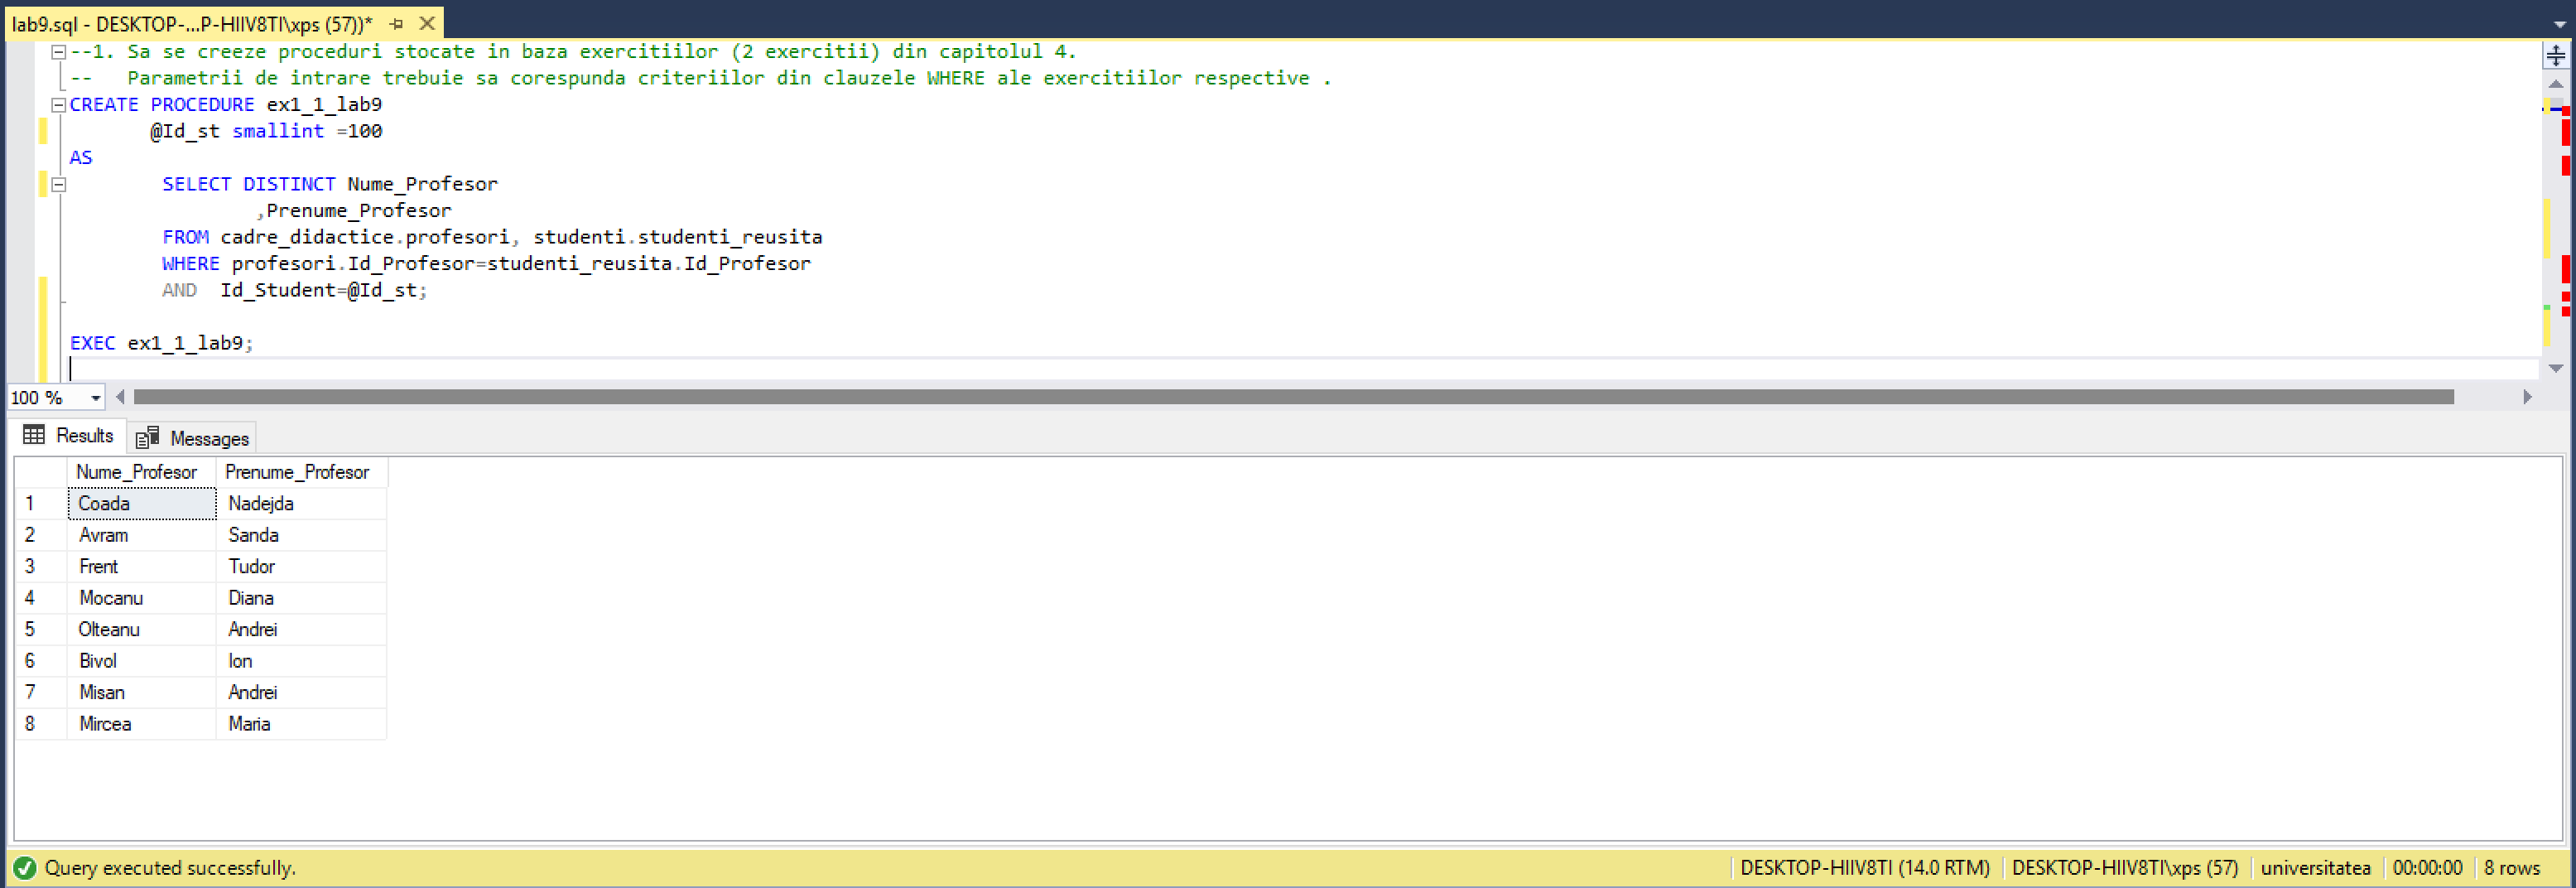 lab9.sql - DESKTOP-...P-HIIV8TI\xps (57))*
--1. Sa se creeze proceduri stocate in baza exercitiilor (2 exercitii) din capitolul 4.
--   Parametrii de intrare trebuie sa corespunda criteriilor din clauzele WHERE ale exercitiilor respective .
CREATE PROCEDURE ex1_1_lab9
@Id_st smallint =100
AS
SELECT DISTINCT Nume_Profesor
,Prenume_Profesor
FROM cadre_didactice.profesori, studenti.studenti_reusita
WHERE profesori.Id_Profesor=studenti_reusita.Id_Profesor
AND  Id_Student=@Id_st;
EXEC ex1_1_lab9;
100 %
Results Messages
Nume_Profesor Prenume_Profesor
1 Coada Nadejda
2 Avram Sanda
3 Frent Tudor
4 Mocanu Diana
5 Olteanu Andrei
6 Bivol Ion
7 Misan Andrei
8 Mircea Maria
Query executed successfully. DESKTOP-HIIV8TI (14.0 RTM) DESKTOP-HIIV8TI\xps (57) universitatea 00:00:00 8 rows